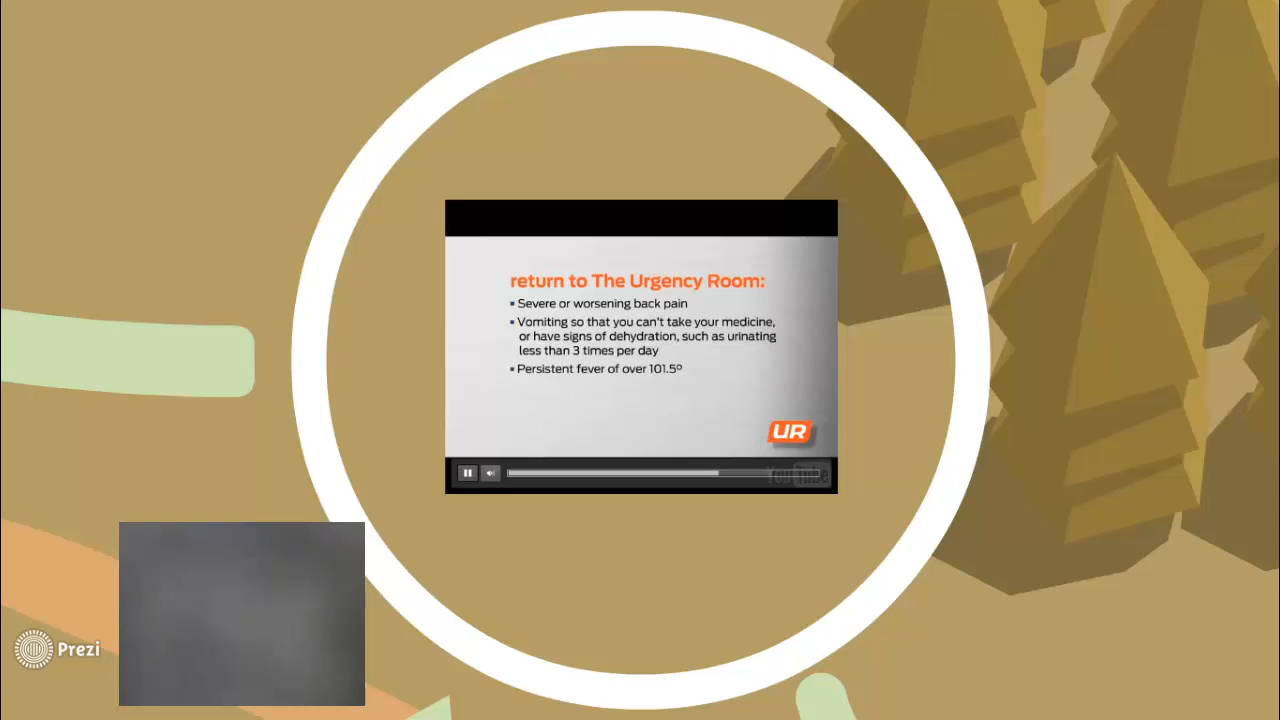 return to The Urgency Room:
▪ Severe or worsening back pain
▪ Vomiting so that you can't take your medicine,
or have signs of dehydration, such as urinating
less than 3 times per day
▪ Persistent fever of over 101.5º
UR
YouTube
Prezi